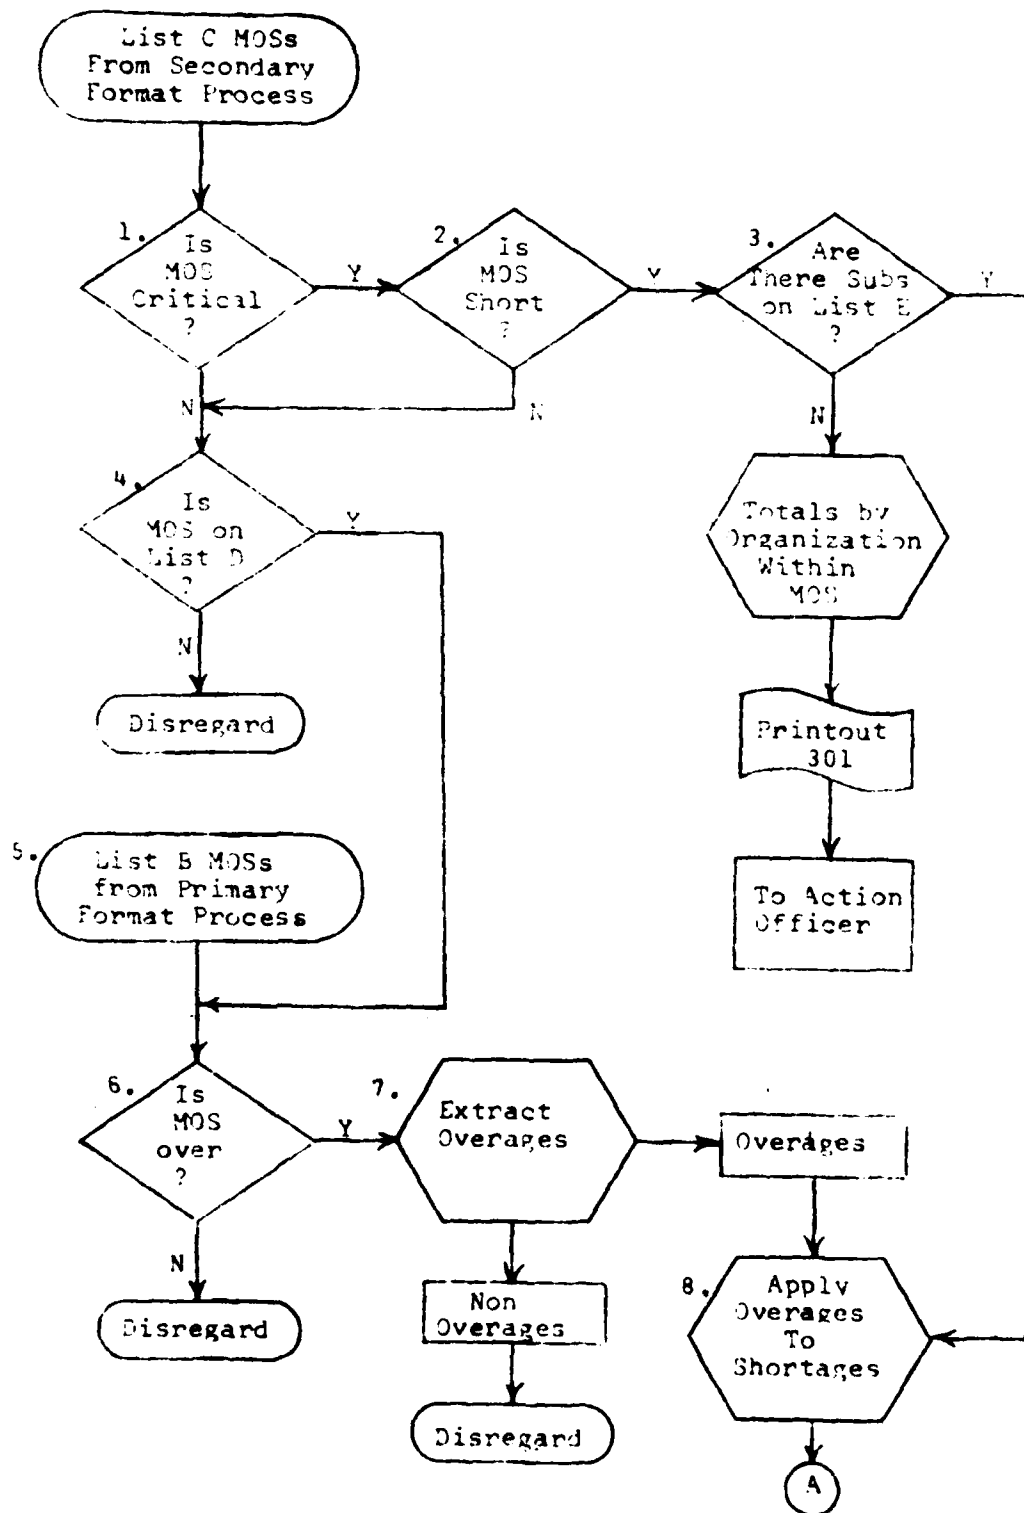 List C MOSs
From Secondary
Format Process
1.
Is
MOS
Critical
?
Y
2.
Is
MOS
Short
?
Y
3.
Are
There Subs
on List E
?
Y
N
N
N
4.
Is
MOS on
List D
?
Y
N
Disregard
Totals by
Organization
Within
MOS
Printout
301
To Action
Officer
5.
List B MOSs
from Primary
Format Process
6.
Is
MOS
over
?
Y
N
Disregard
7.
Extract
Overages
Non
Overages
Disregard
Overages
8.
Apply
Overages
To
Shortages
A